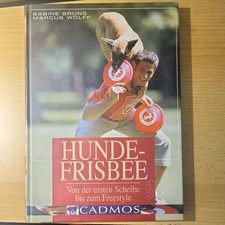 SABINE BRUNS
MARCUS WOLFF
HUNDE-
FRISBEE
Von der ersten Scheibe
bis zum Freestyle
CADMOS